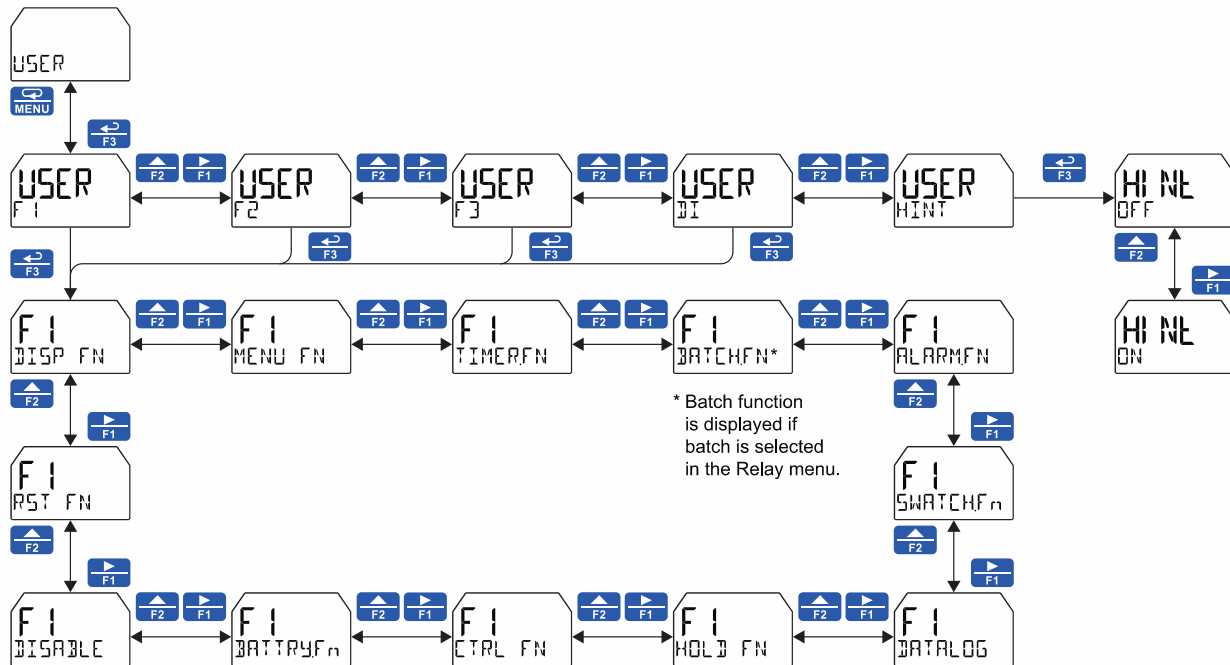 USER
MENU
F3
USER
F1
F2 F1
USER
F2
F2 F1
USER
F3
F2 F1
USER
DI
F2 F1
USER
HINT
F3
HI Nt
OFF
F3
F3
F3
F3
F2
F1
HI Nt
ON
F1
DISP FN
F2 F1
F1
MENU FN
F2 F1
F1
TIMER.FN
F2 F1
F1
BATCH.FN*
F2 F1
F1
ALARM.FN
* Batch function
is displayed if
batch is selected
in the Relay menu.
F2
F1
F2
F1
F1
RST FN
F1
SWATCH.Fn
F2
F1
F2
F1
F1
DISABLE
F2 F1
F1
BATTRY.Fn
F2 F1
F1
CTRL FN
F2 F1
F1
HOLD FN
F2 F1
F1
DATALOG